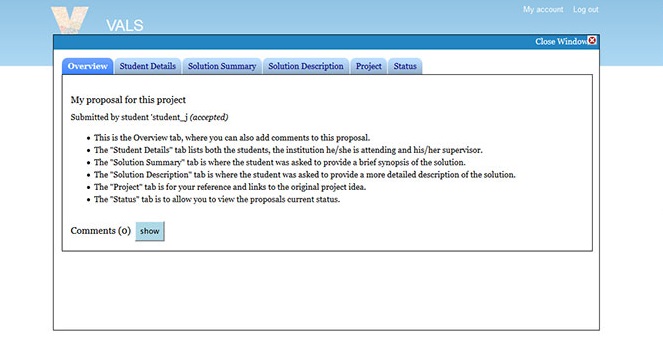 My account Log out
VALS
Close Window
Overview Student Details Solution Summary Solution Description Project Status
My proposal for this project
Submitted by student 'student_j (accepted)
This is the Overview tab, where you can also add comments to this proposal.
The "Student Details" tab lists both the students, the institution he/she is attending and his/her supervisor.
The "Solution Summary" tab is where the student was asked to provide a brief synopsis of the solution.
The "Solution Description" tab is where the student was asked to provide a more detailed description of the solution.
The "Project" tab is for your reference and links to the original project idea.
The "Status" tab is to allow you to view the proposals current status.
Comments (0) show